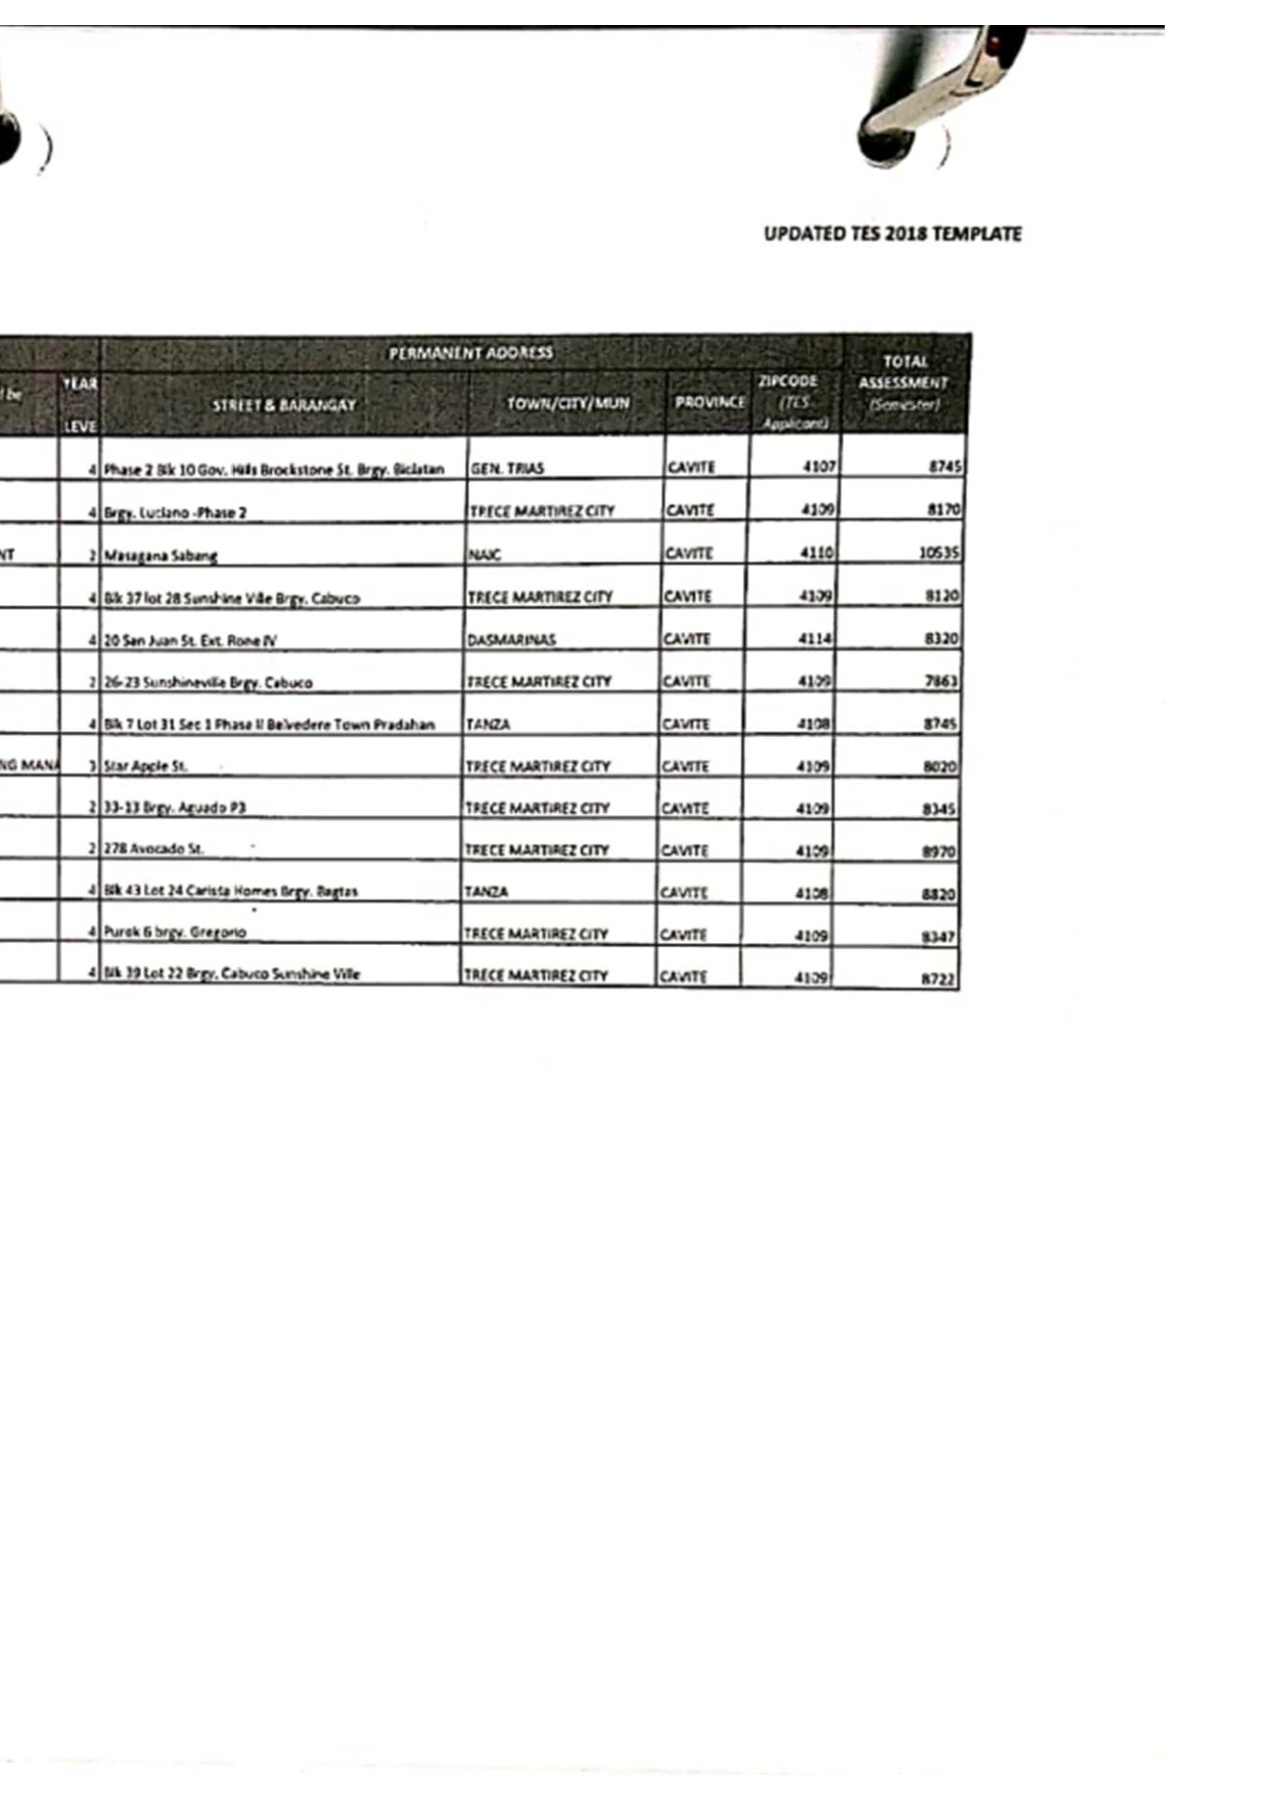 UPDATED TES 2018 TEMPLATE
PERMANENT ADDRESS
TOTAL
YEAR ZIPCODE ASSESSMENT
be STREET & BARANGAY TOWN/CITY/MUN PROVINCE (TES (Semester)
LEVE Applicant)
4 Phase 2 Blk 10 Gov. Hills Brockstone St. Brgy. Biclatan GEN. TRIAS CAVITE 4107 8745
4 Brgy. Luciano -Phase 2 TRECE MARTIREZ CITY CAVITE 4109 8170
NT 2 Masagana Sabang NAIC CAVITE 4110 10535
4 Blk 37 lot 28 Sunshine Ville Brgy. Cabuco TRECE MARTIREZ CITY CAVITE 4109 8120
4 20 San Juan St. Ext. Rone IV DASMARINAS CAVITE 4114 8320
2 26-23 Sunshineville Brgy. Cabuco TRECE MARTIREZ CITY CAVITE 4109 7863
4 Blk 7 Lot 31 Sec 1 Phase II Belvedere Town Pradahan TANZA CAVITE 4108 8745
NG MANA 3 Star Apple St. TRECE MARTIREZ CITY CAVITE 4109 8020
2 33-13 Brgy. Aguado P3 TRECE MARTIREZ CITY CAVITE 4109 8345
2 278 Avocado St. TRECE MARTIREZ CITY CAVITE 4109 8970
4 Blk 43 Lot 24 Carista Homes Brgy. Bagtas TANZA CAVITE 4108 8820
4 Purok 6 brgy. Gregorio TRECE MARTIREZ CITY CAVITE 4109 8347
4 Blk 39 Lot 22 Brgy. Cabuco Sunshine Ville TRECE MARTIREZ CITY CAVITE 4109 8722